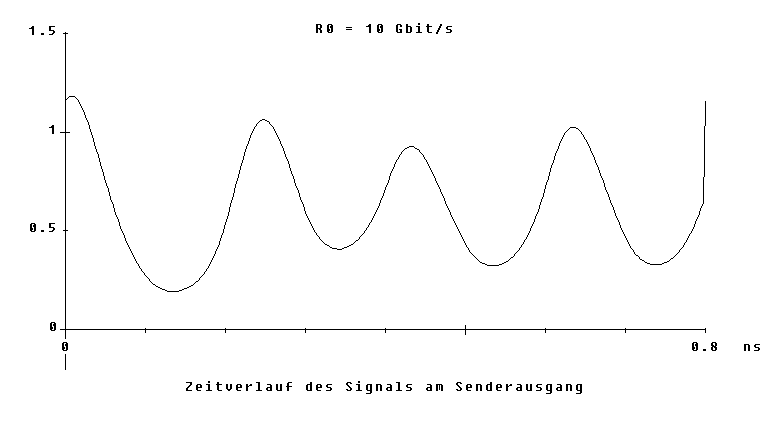 R0 = 10 Gbit/s
1.5
1
0.5
0
0 0.8 ns
Zeitverlauf des Signals am Senderausgang